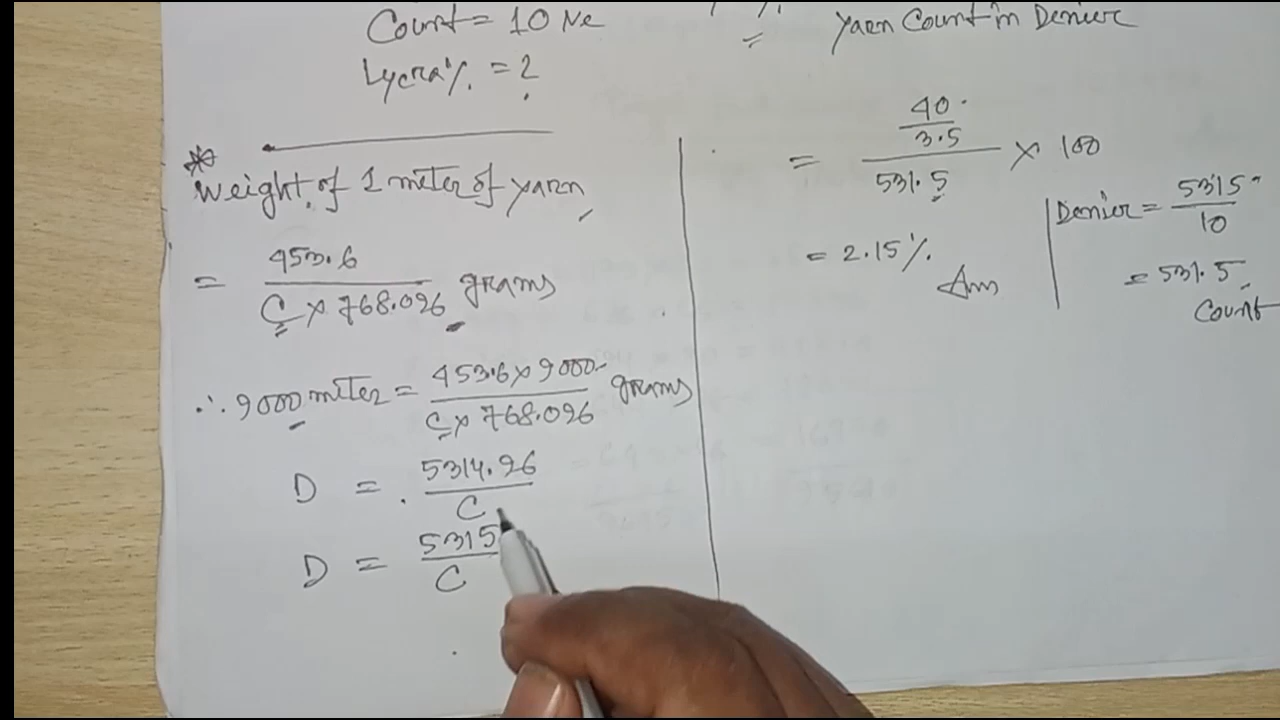 Count = 10 Ne
Lycra% = ?
Weight of 1 meter of yarn
= 453.6 / C × 768.096 grams
∴ 9000 meter = 453.6 × 9000 / C × 768.096 grams
D = 5314.96 / C
D = 5315 / C
=
Yarn Count in Denier
= 40 / 3.5 / 531.5 × 100
= 2.15%
Ans
Denier = 5315 / 10
= 531.5
Count